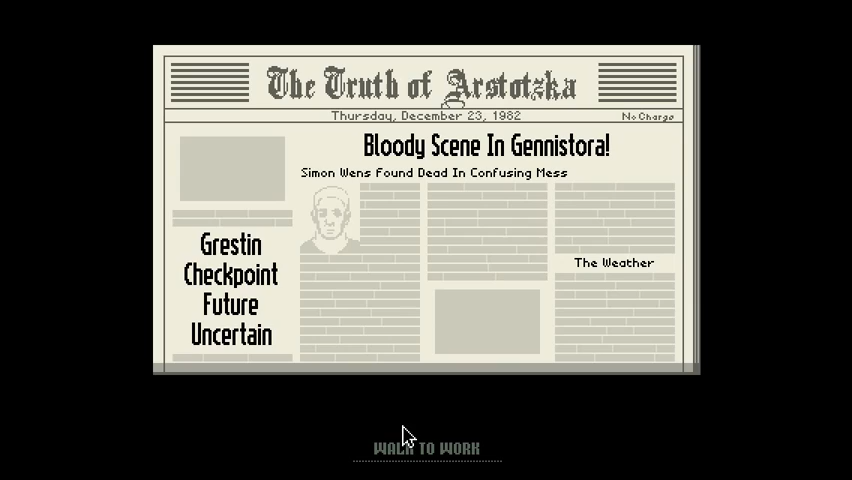 The Truth of Arstotzka
Thursday, December 23, 1982
No Charge
Bloody Scene In Gennistora!
Simon Wens Found Dead In Confusing Mess
Grestin
Checkpoint
Future
Uncertain
The Weather
WALK TO WORK